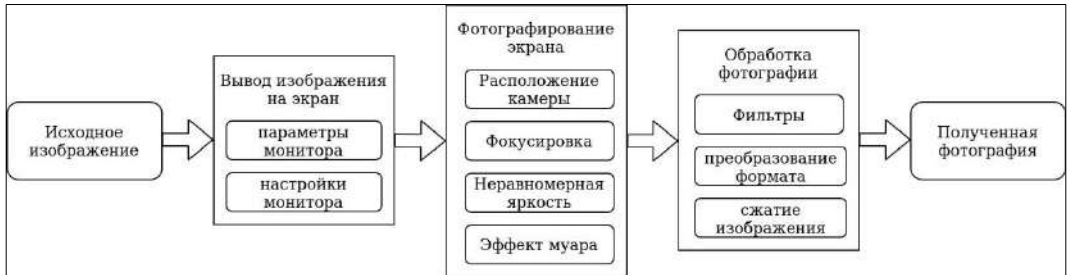 Исходное
изображение
Вывод изображения
на экран
параметры
монитора
настройки
монитора
Фотографирование
экрана
Расположение
камеры
Фокусировка
Неравномерная
яркость
Эффект муара
Обработка
фотографии
Фильтры
преобразование
формата
сжатие
изображения
Полученная
фотография